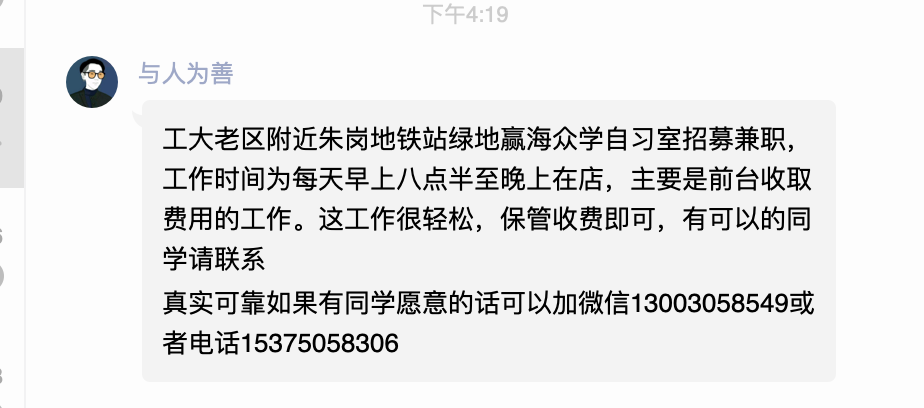 下午4:19
与人为善
工大老区附近朱岗地铁站绿地赢海众学自习室招募兼职，
工作时间为每天早上八点半至晚上在店，主要是前台收取
费用的工作。这工作很轻松，保管收费即可，有可以的同
学请联系
真实可靠如果有同学愿意的话可以加微信13003058549或
者电话15375058306